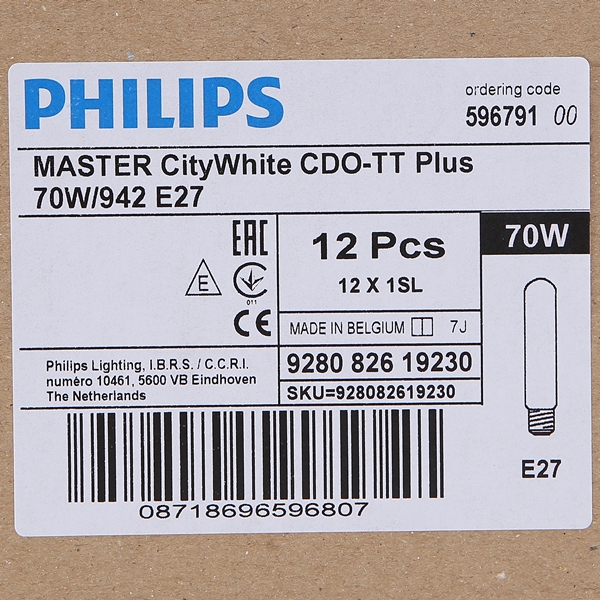 PHILIPS
ordering code
596791 00
MASTER CityWhite CDO-TT Plus
70W/942 E27
EAC
E
011
CE
12 Pcs
12 X 1SL
70W
MADE IN BELGIUM 7J
Philips Lighting, I.B.R.S. / C.C.R.I.
numéro 10461, 5600 VB Eindhoven
The Netherlands
9280 826 19230
SKU=928082619230
E27
08718696596807